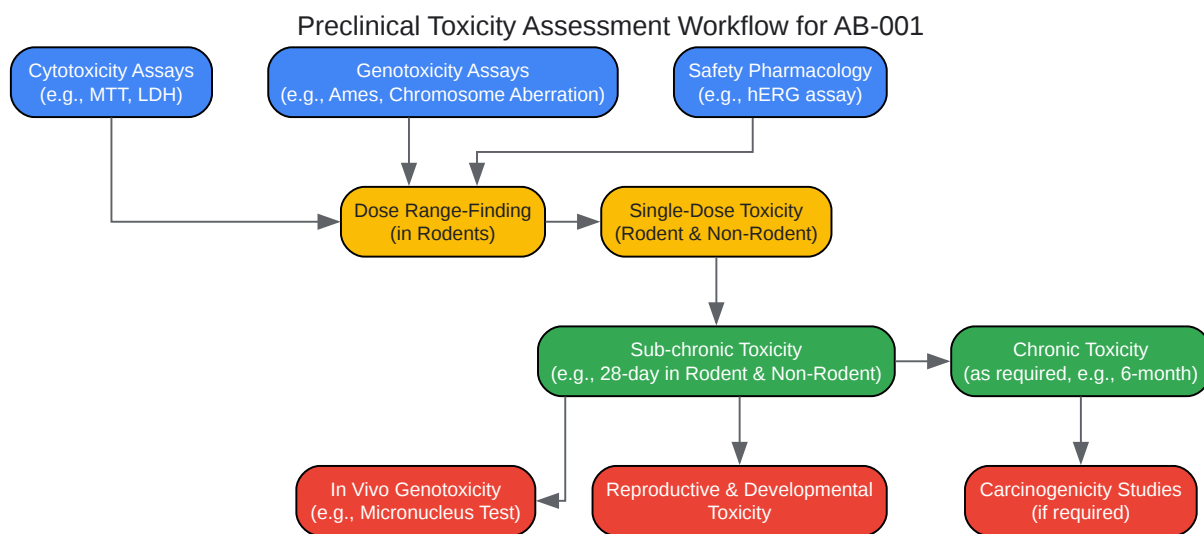 Preclinical Toxicity Assessment Workflow for AB-001
Cytotoxicity Assays
(e.g., MTT, LDH)
Genotoxicity Assays
(e.g., Ames, Chromosome Aberration)
Safety Pharmacology
(e.g., hERG assay)
Dose Range-Finding
(in Rodents)
Single-Dose Toxicity
(Rodent & Non-Rodent)
Sub-chronic Toxicity
(e.g., 28-day in Rodent & Non-Rodent)
Chronic Toxicity
(as required, e.g., 6-month)
In Vivo Genotoxicity
(e.g., Micronucleus Test)
Reproductive & Developmental
Toxicity
Carcinogenicity Studies
(if required)